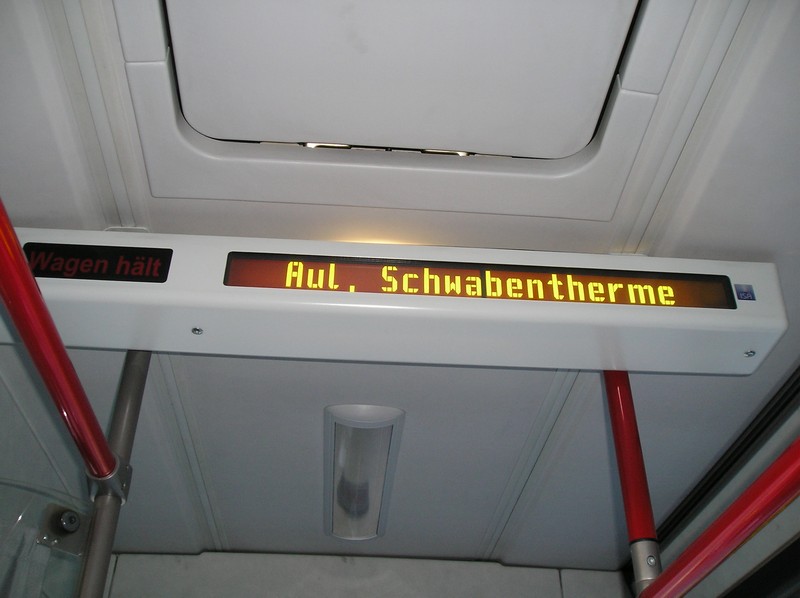 Wagen hält
Aul. Schwabentherme